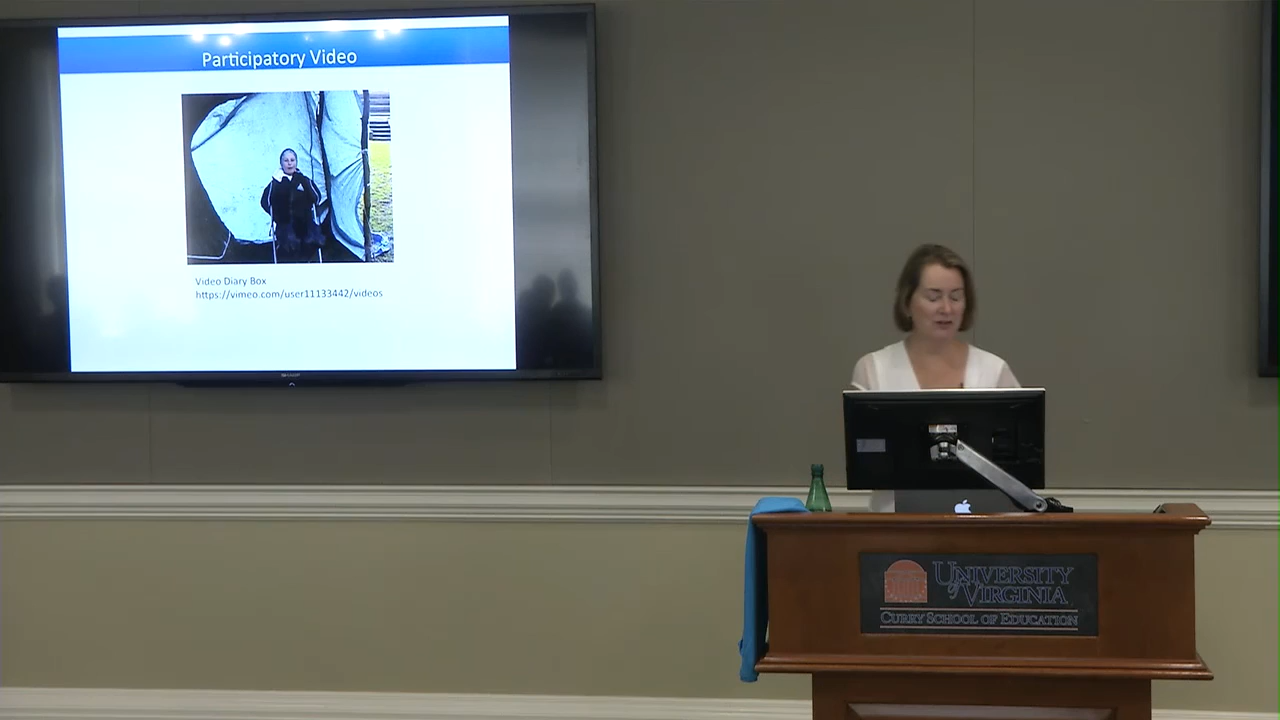 Participatory Video
Video Diary Box
https://vimeo.com/user11133442/videos
UNIVERSITY
of VIRGINIA
CURRY SCHOOL OF EDUCATION